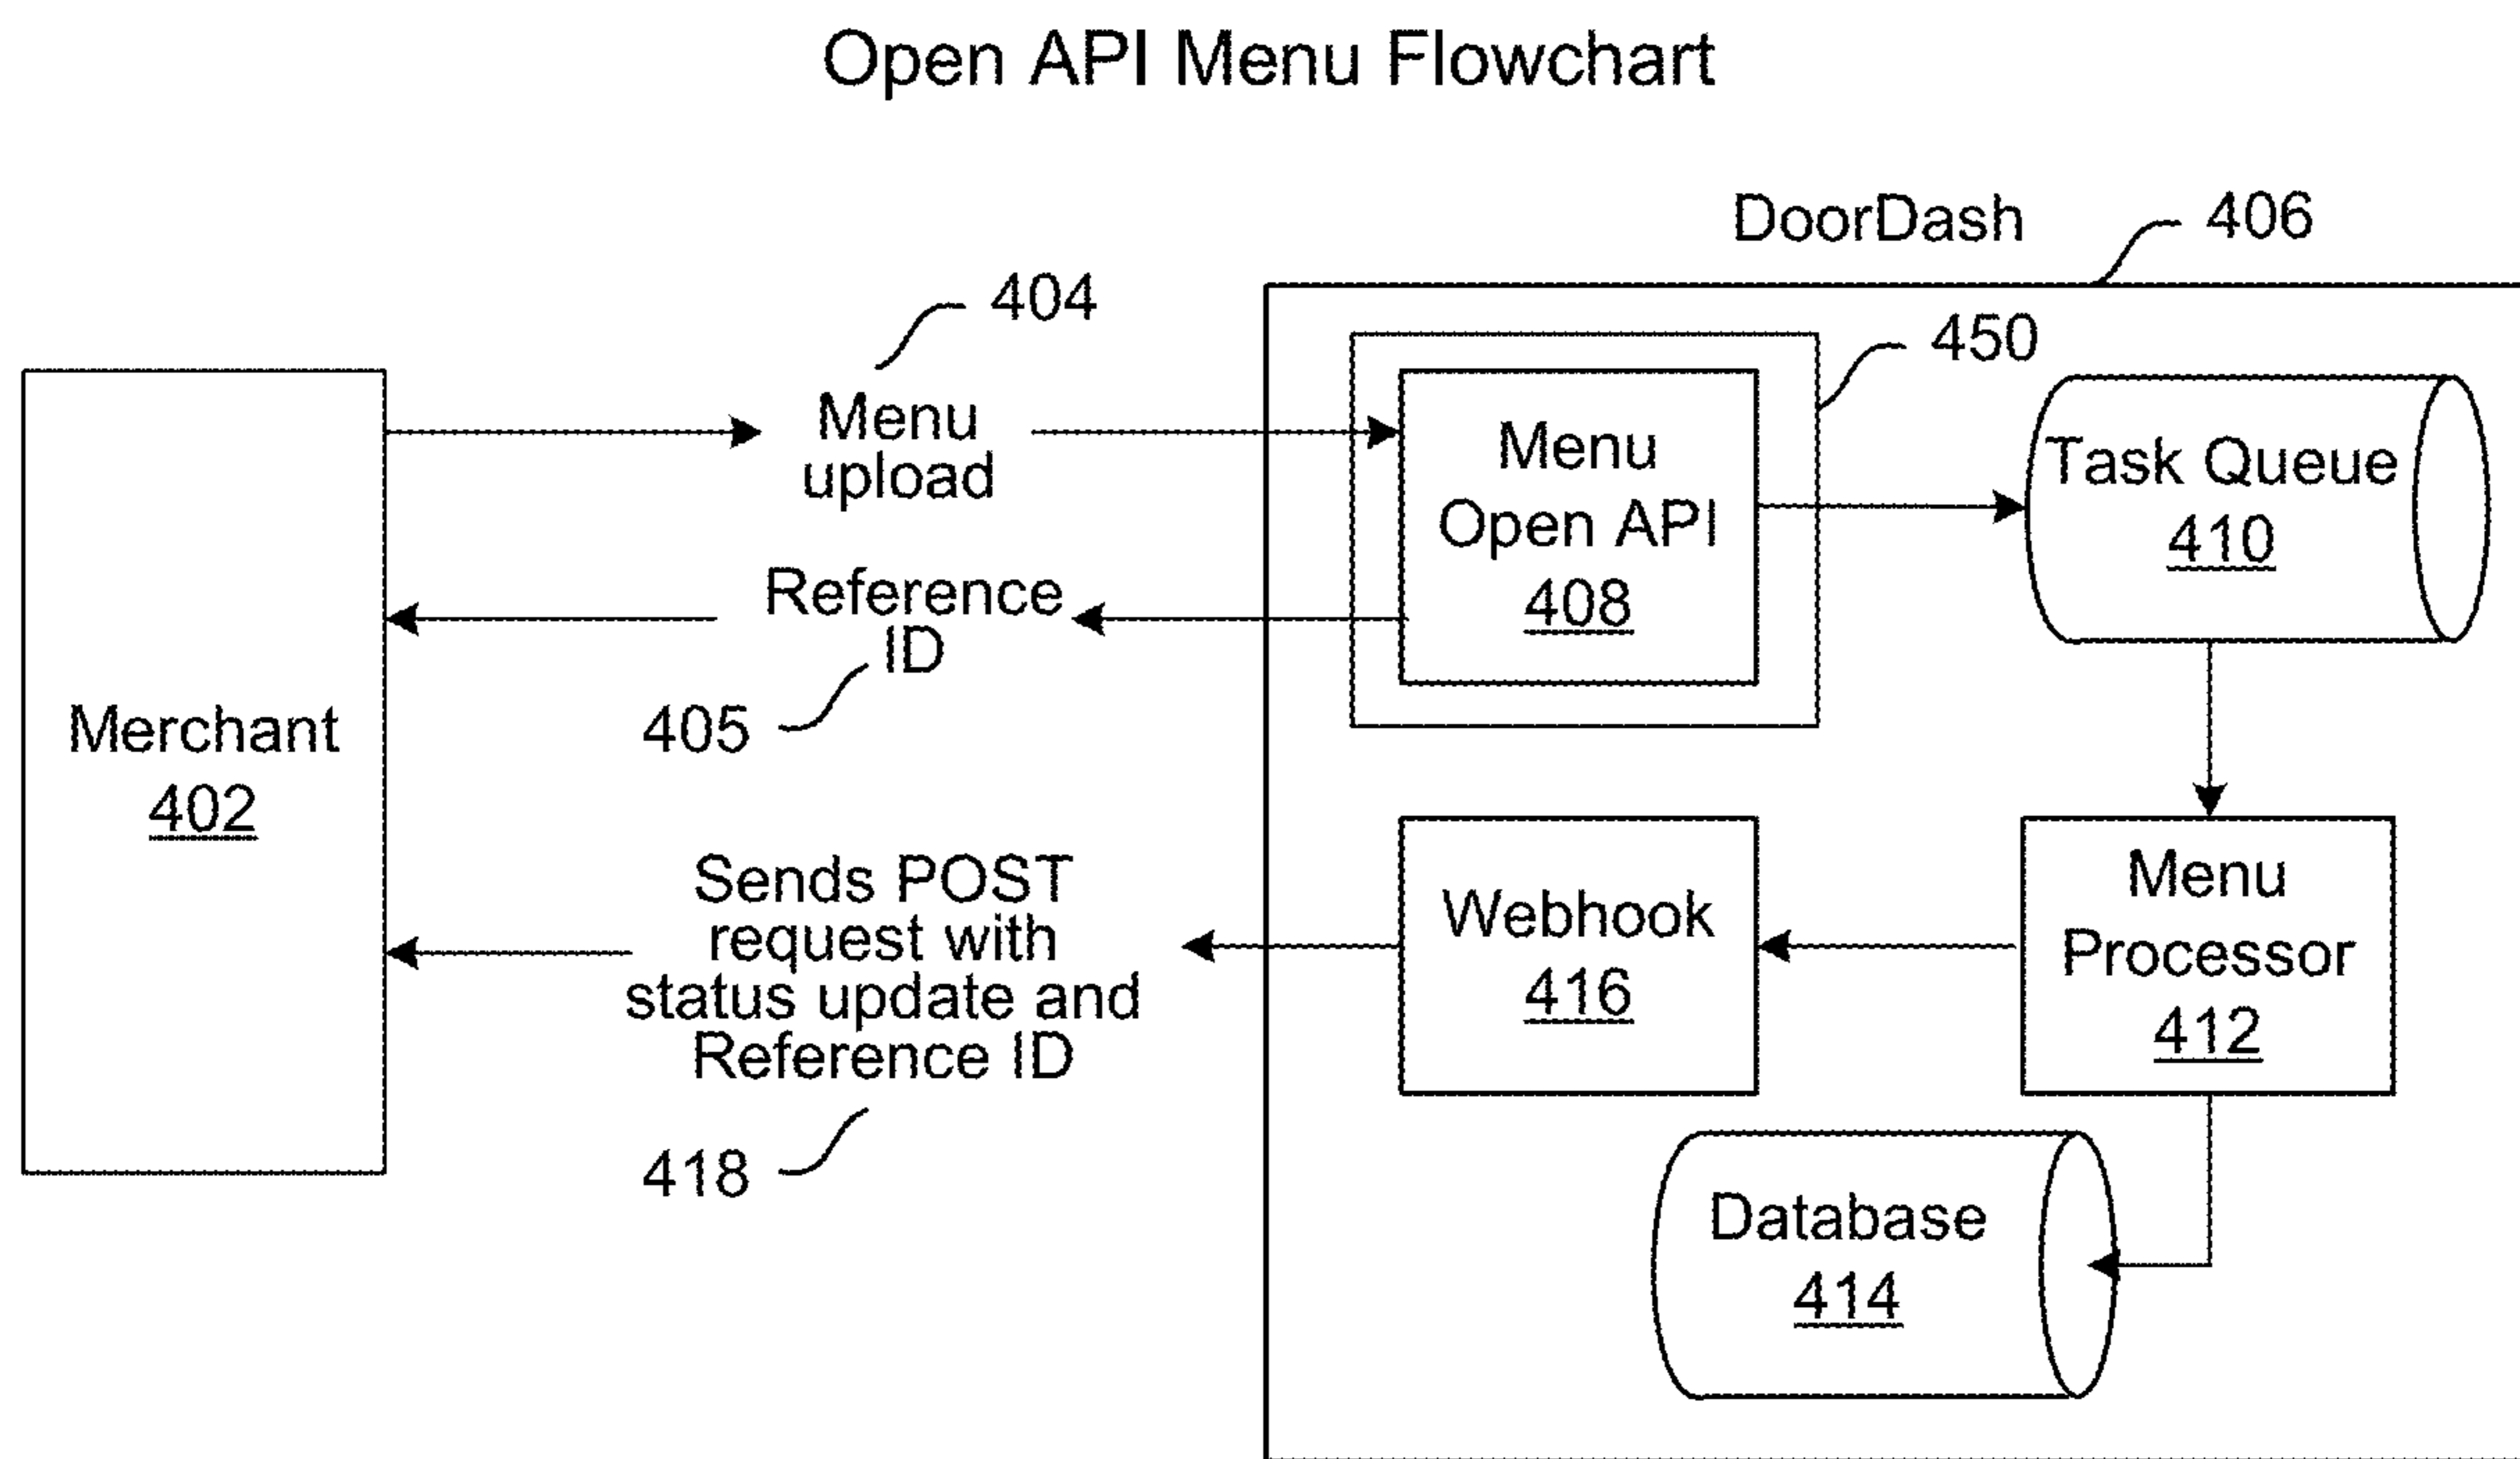 Open API Menu Flowchart
DoorDash
406
404
450
Menu
upload
Menu
Open API
408
Task Queue
410
Reference
ID
405
Merchant
402
Sends POST
request with
status update and
Reference ID
418
Webhook
416
Menu
Processor
412
Database
414